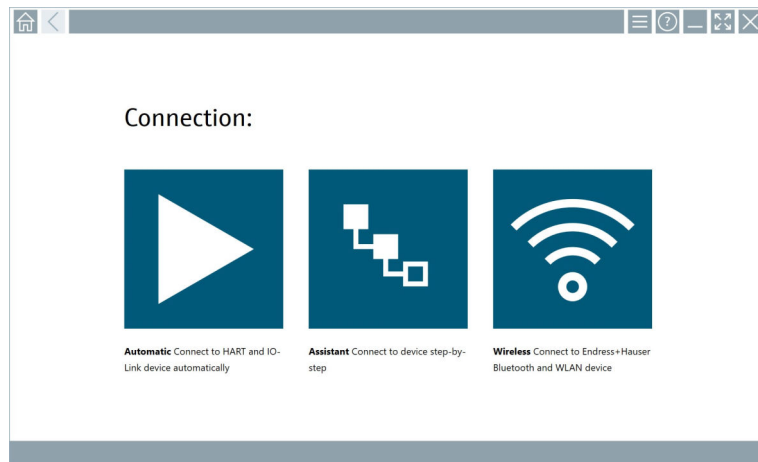 Connection:
Automatic Connect to HART and IO-
Link device automatically
Assistant Connect to device step-by-
step
Wireless Connect to Endress+Hauser
Bluetooth and WLAN device